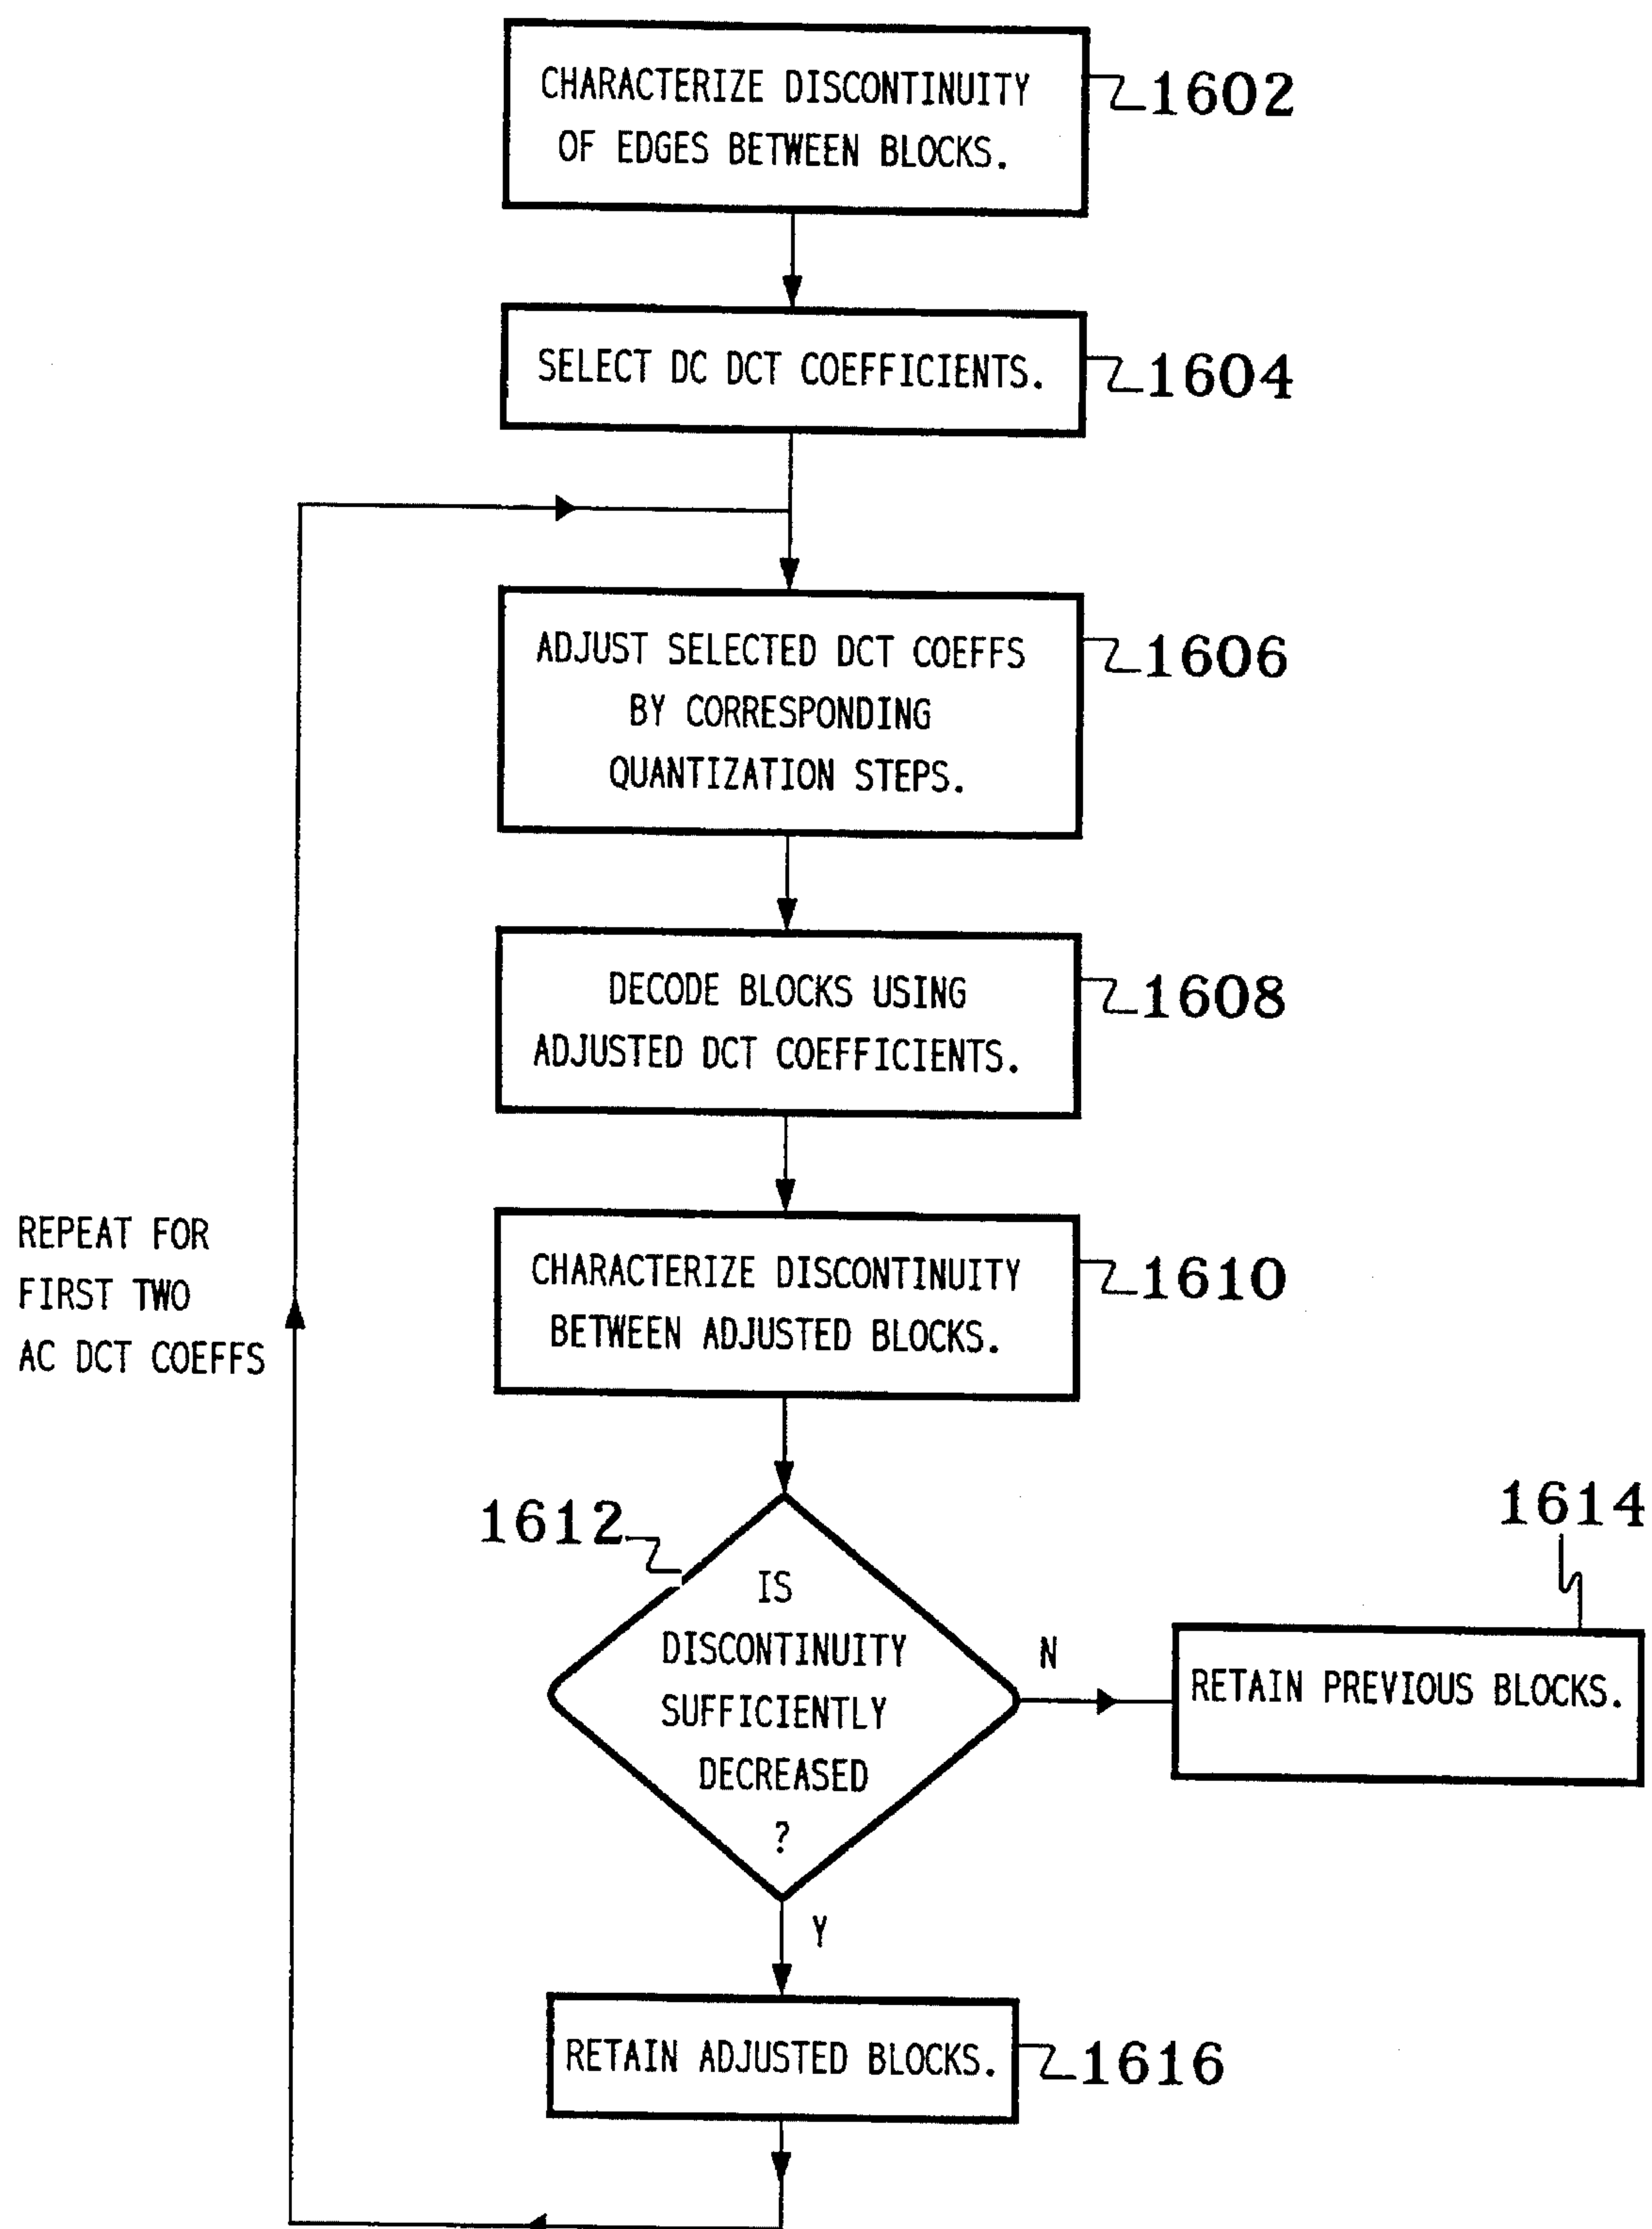 CHARACTERIZE DISCONTINUITY
OF EDGES BETWEEN BLOCKS.
1602
SELECT DC DCT COEFFICIENTS.
1604
ADJUST SELECTED DCT COEFFS
BY CORRESPONDING
QUANTIZATION STEPS.
1606
DECODE BLOCKS USING
ADJUSTED DCT COEFFICIENTS.
1608
REPEAT FOR
FIRST TWO
AC DCT COEFFS
CHARACTERIZE DISCONTINUITY
BETWEEN ADJUSTED BLOCKS.
1610
1612
IS
DISCONTINUITY
SUFFICIENTLY
DECREASED
?
N
1614
RETAIN PREVIOUS BLOCKS.
Y
RETAIN ADJUSTED BLOCKS.
1616